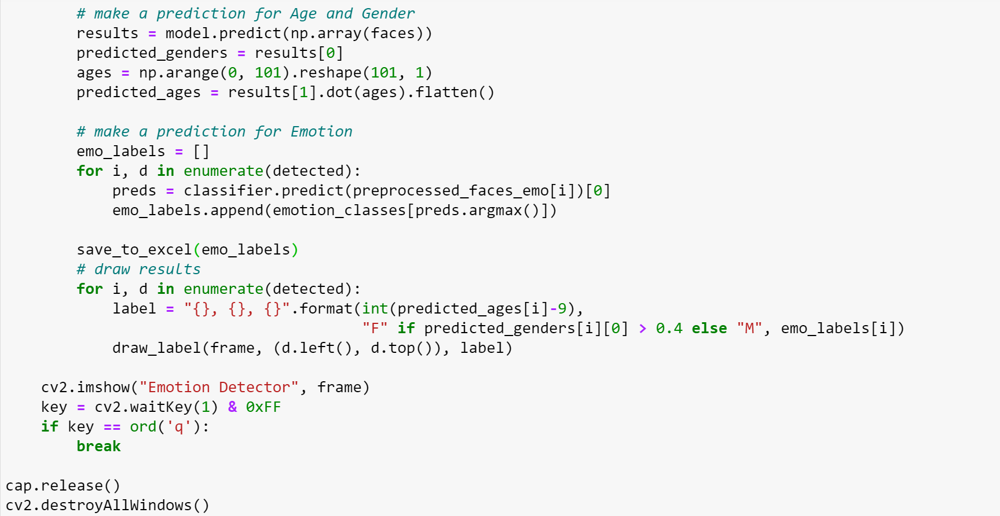 # make a prediction for Age and Gender
results = model.predict(np.array(faces))
predicted_genders = results[0]
ages = np.arange(0, 101).reshape(101, 1)
predicted_ages = results[1].dot(ages).flatten()
# make a prediction for Emotion
emo_labels = []
for i, d in enumerate(detected):
preds = classifier.predict(preprocessed_faces_emo[i])[0]
emo_labels.append(emotion_classes[preds.argmax()])
save_to_excel(emo_labels)
# draw results
for i, d in enumerate(detected):
label = "{}, {}, {}".format(int(predicted_ages[i]-9),
"F" if predicted_genders[i][0] > 0.4 else "M", emo_labels[i])
draw_label(frame, (d.left(), d.top()), label)
cv2.imshow("Emotion Detector", frame)
key = cv2.waitKey(1) & 0xFF
if key == ord('q'):
break
cap.release()
cv2.destroyAllWindows()